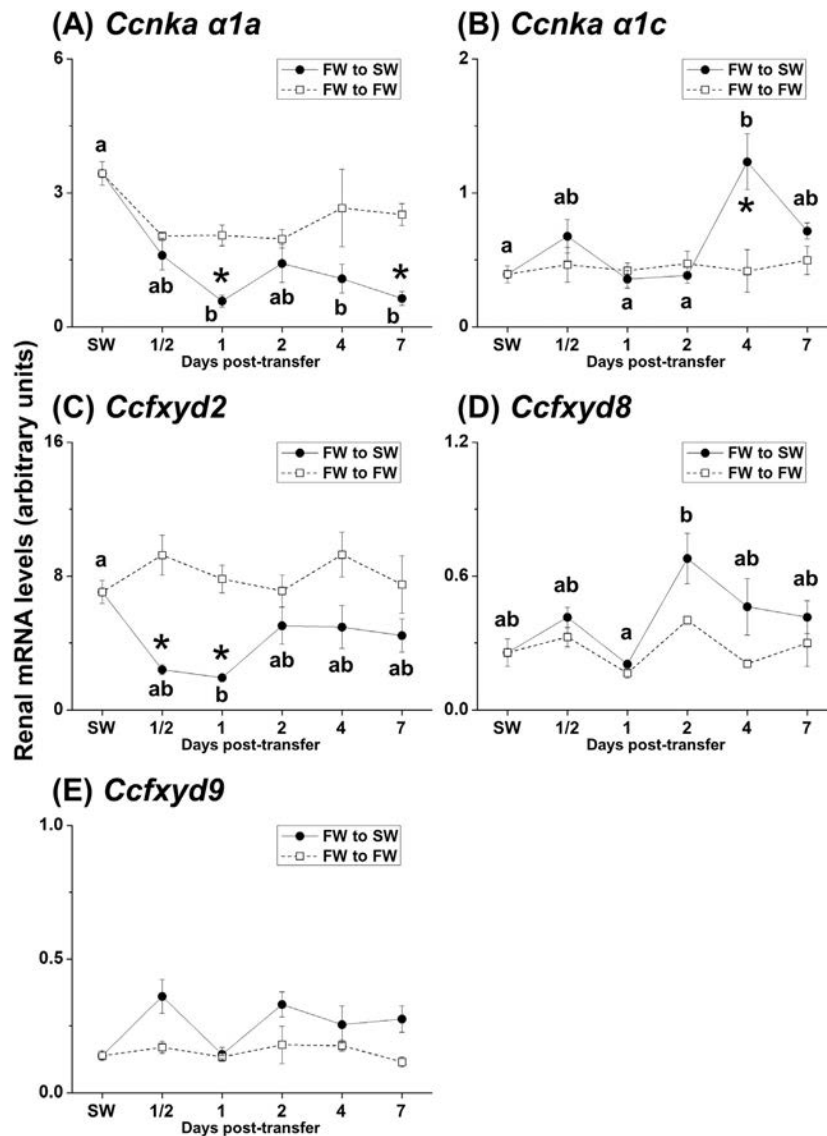 (A) Ccnka α1a
6
3
0
FW to SW
FW to FW
a
ab
*
b
ab
b
*
b
SW 1/2 1 2 4 7
Days post-transfer
(B) Ccnka α1c
2
1
0
FW to SW
FW to FW
a
ab
a
a
b
*
ab
SW 1/2 1 2 4 7
Days post-transfer
Renal mRNA levels (arbitrary units)
(C) Ccfxyd2
16
8
0
FW to SW
FW to FW
a
*
ab
*
b
ab
ab
ab
SW 1/2 1 2 4 7
Days post-transfer
(D) Ccfxyd8
1.2
0.6
0.0
FW to SW
FW to FW
ab
ab
a
b
ab
ab
SW 1/2 1 2 4 7
Days post-transfer
(E) Ccfxyd9
1.0
0.5
0.0
FW to SW
FW to FW
SW 1/2 1 2 4 7
Days post-transfer